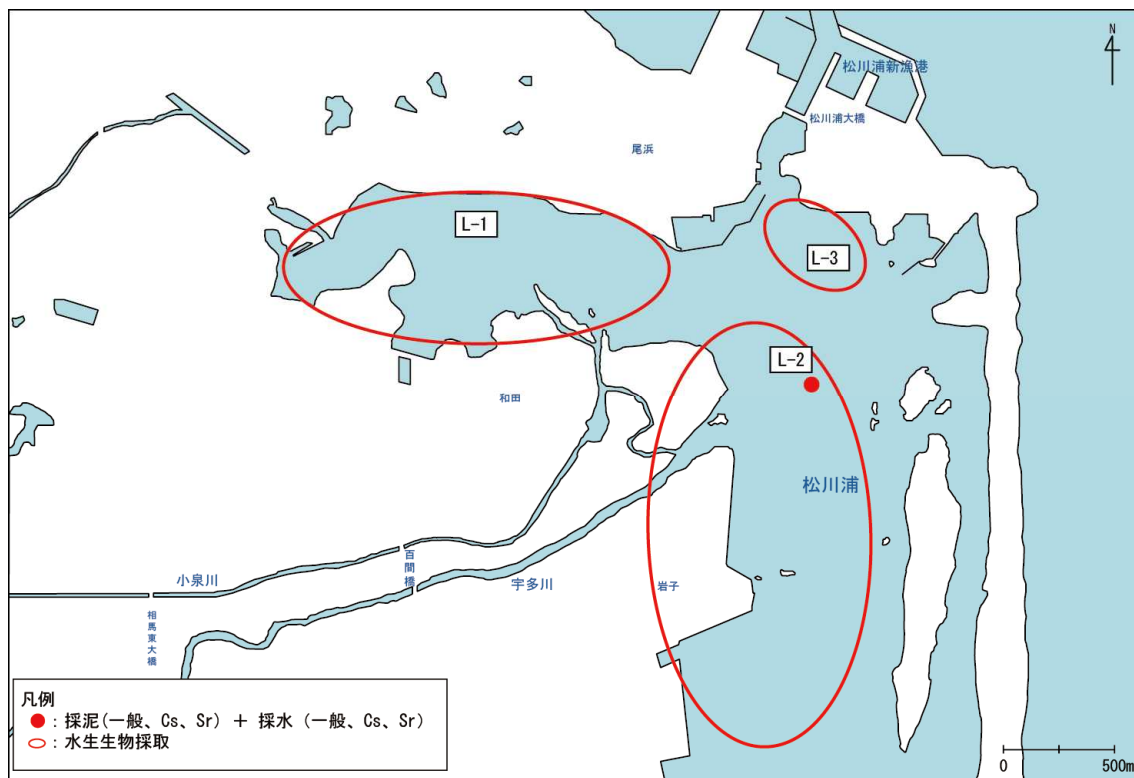 N
4
松川浦新漁港
松川浦大橋
尾浜
L-1
L-3
L-2
和田
松川浦
百間橋
小泉川
宇多川
岩子
相馬東大橋
凡例
●：採泥(一般、Cs、Sr) ＋ 採水 (一般、Cs、Sr)
○：水生生物採取
0 500m